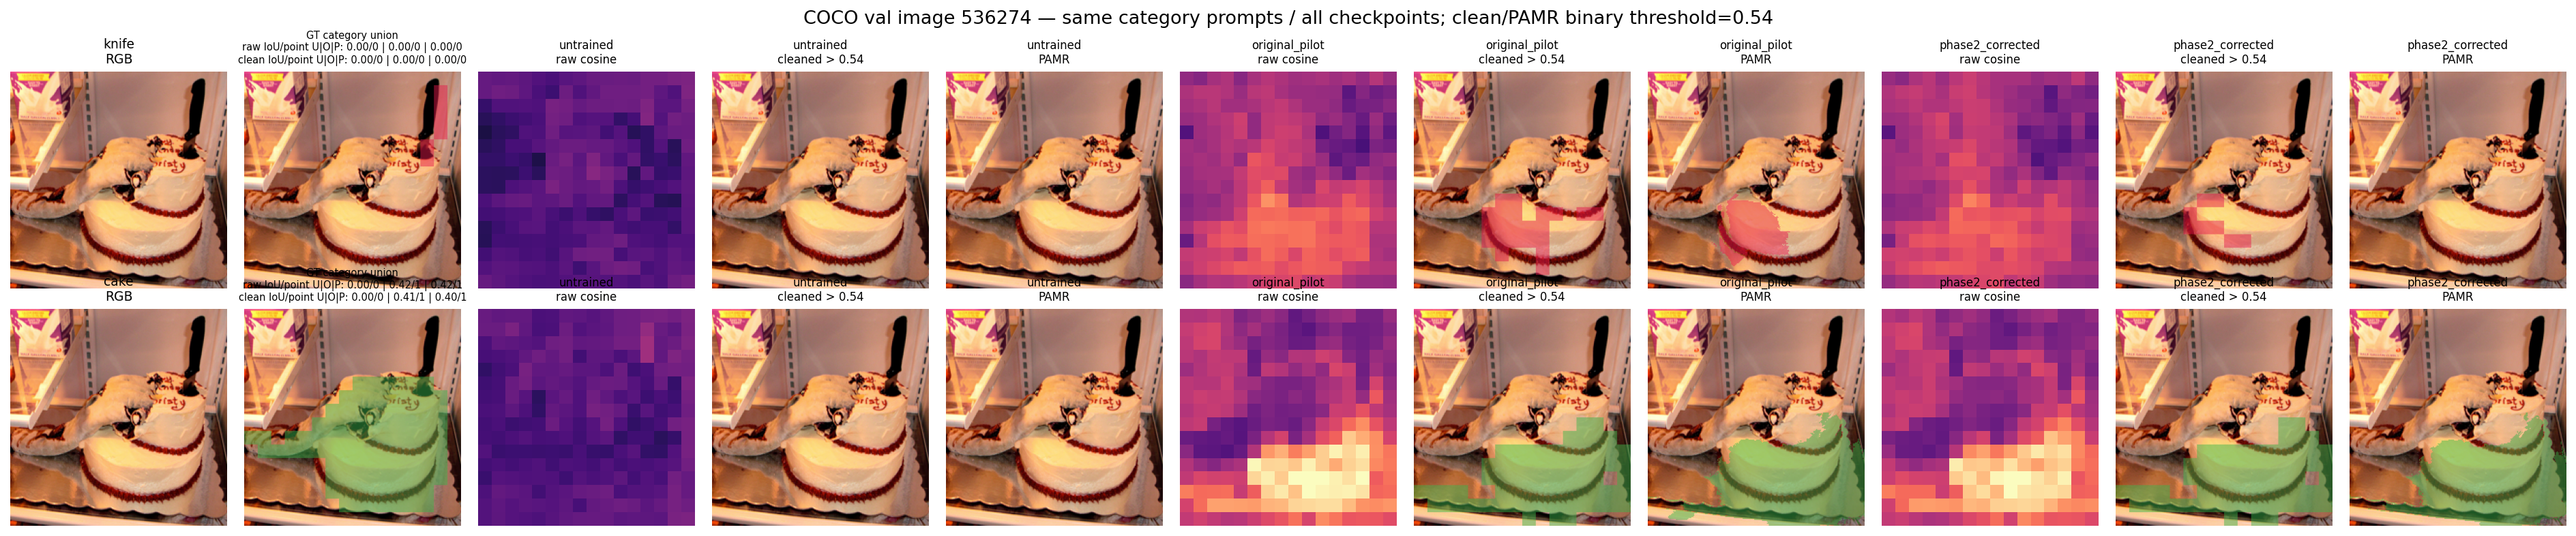 COCO val image 536274 — same category prompts / all checkpoints; clean/PAMR binary threshold=0.54
knife
RGB
GT category union
raw IoU/point U|O|P: 0.00/0 | 0.00/0 | 0.00/0
clean IoU/point U|O|P: 0.00/0 | 0.00/0 | 0.00/0
untrained
raw cosine
untrained
cleaned > 0.54
untrained
PAMR
original_pilot
raw cosine
original_pilot
cleaned > 0.54
original_pilot
PAMR
phase2_corrected
raw cosine
phase2_corrected
cleaned > 0.54
phase2_corrected
PAMR
cake
RGB
GT category union
raw IoU/point U|O|P: 0.00/0 | 0.42/1 | 0.42/1
clean IoU/point U|O|P: 0.00/0 | 0.41/1 | 0.40/1
untrained
raw cosine
untrained
cleaned > 0.54
untrained
PAMR
original_pilot
raw cosine
original_pilot
cleaned > 0.54
original_pilot
PAMR
phase2_corrected
raw cosine
phase2_corrected
cleaned > 0.54
phase2_corrected
PAMR